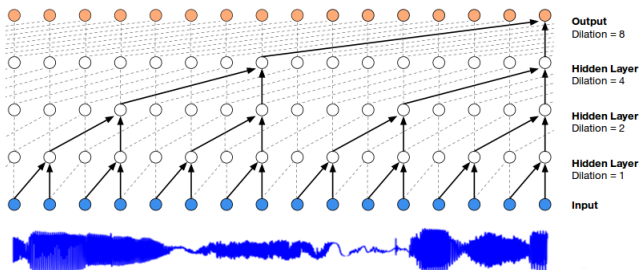 Output
Dilation = 8
Hidden Layer
Dilation = 4
Hidden Layer
Dilation = 2
Hidden Layer
Dilation = 1
Input